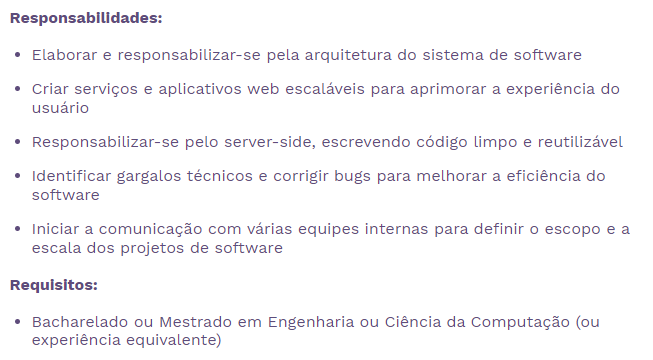 Responsabilidades:
• Elaborar e responsabilizar-se pela arquitetura do sistema de software
• Criar serviços e aplicativos web escaláveis para aprimorar a experiência do
usuário
• Responsabilizar-se pelo server-side, escrevendo código limpo e reutilizável
• Identificar gargalos técnicos e corrigir bugs para melhorar a eficiência do
software
• Iniciar a comunicação com várias equipes internas para definir o escopo e a
escala dos projetos de software
Requisitos:
• Bacharelado ou Mestrado em Engenharia ou Ciência da Computação (ou
experiência equivalente)